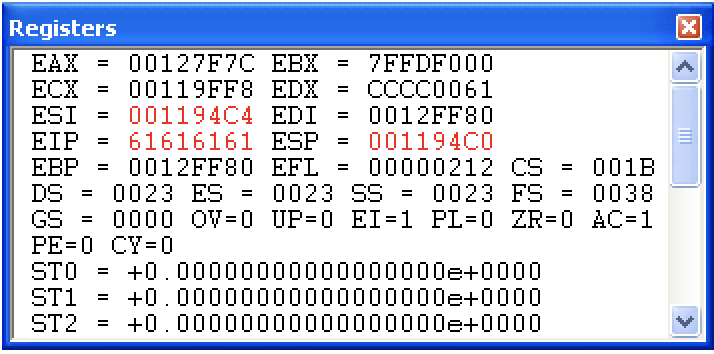 Registers
EAX = 00127F7C EBX = 7FFDF000
ECX = 00119FF8 EDX = CCCC0061
ESI = 001194C4 EDI = 0012FF80
EIP = 61616161 ESP = 001194C0
EBP = 0012FF80 EFL = 00000212 CS = 001B
DS = 0023 ES = 0023 SS = 0023 FS = 0038
GS = 0000 OV=0 UP=0 EI=1 PL=0 ZR=0 AC=1
PE=0 CY=0
ST0 = +0.00000000000000000e+0000
ST1 = +0.00000000000000000e+0000
ST2 = +0.00000000000000000e+0000